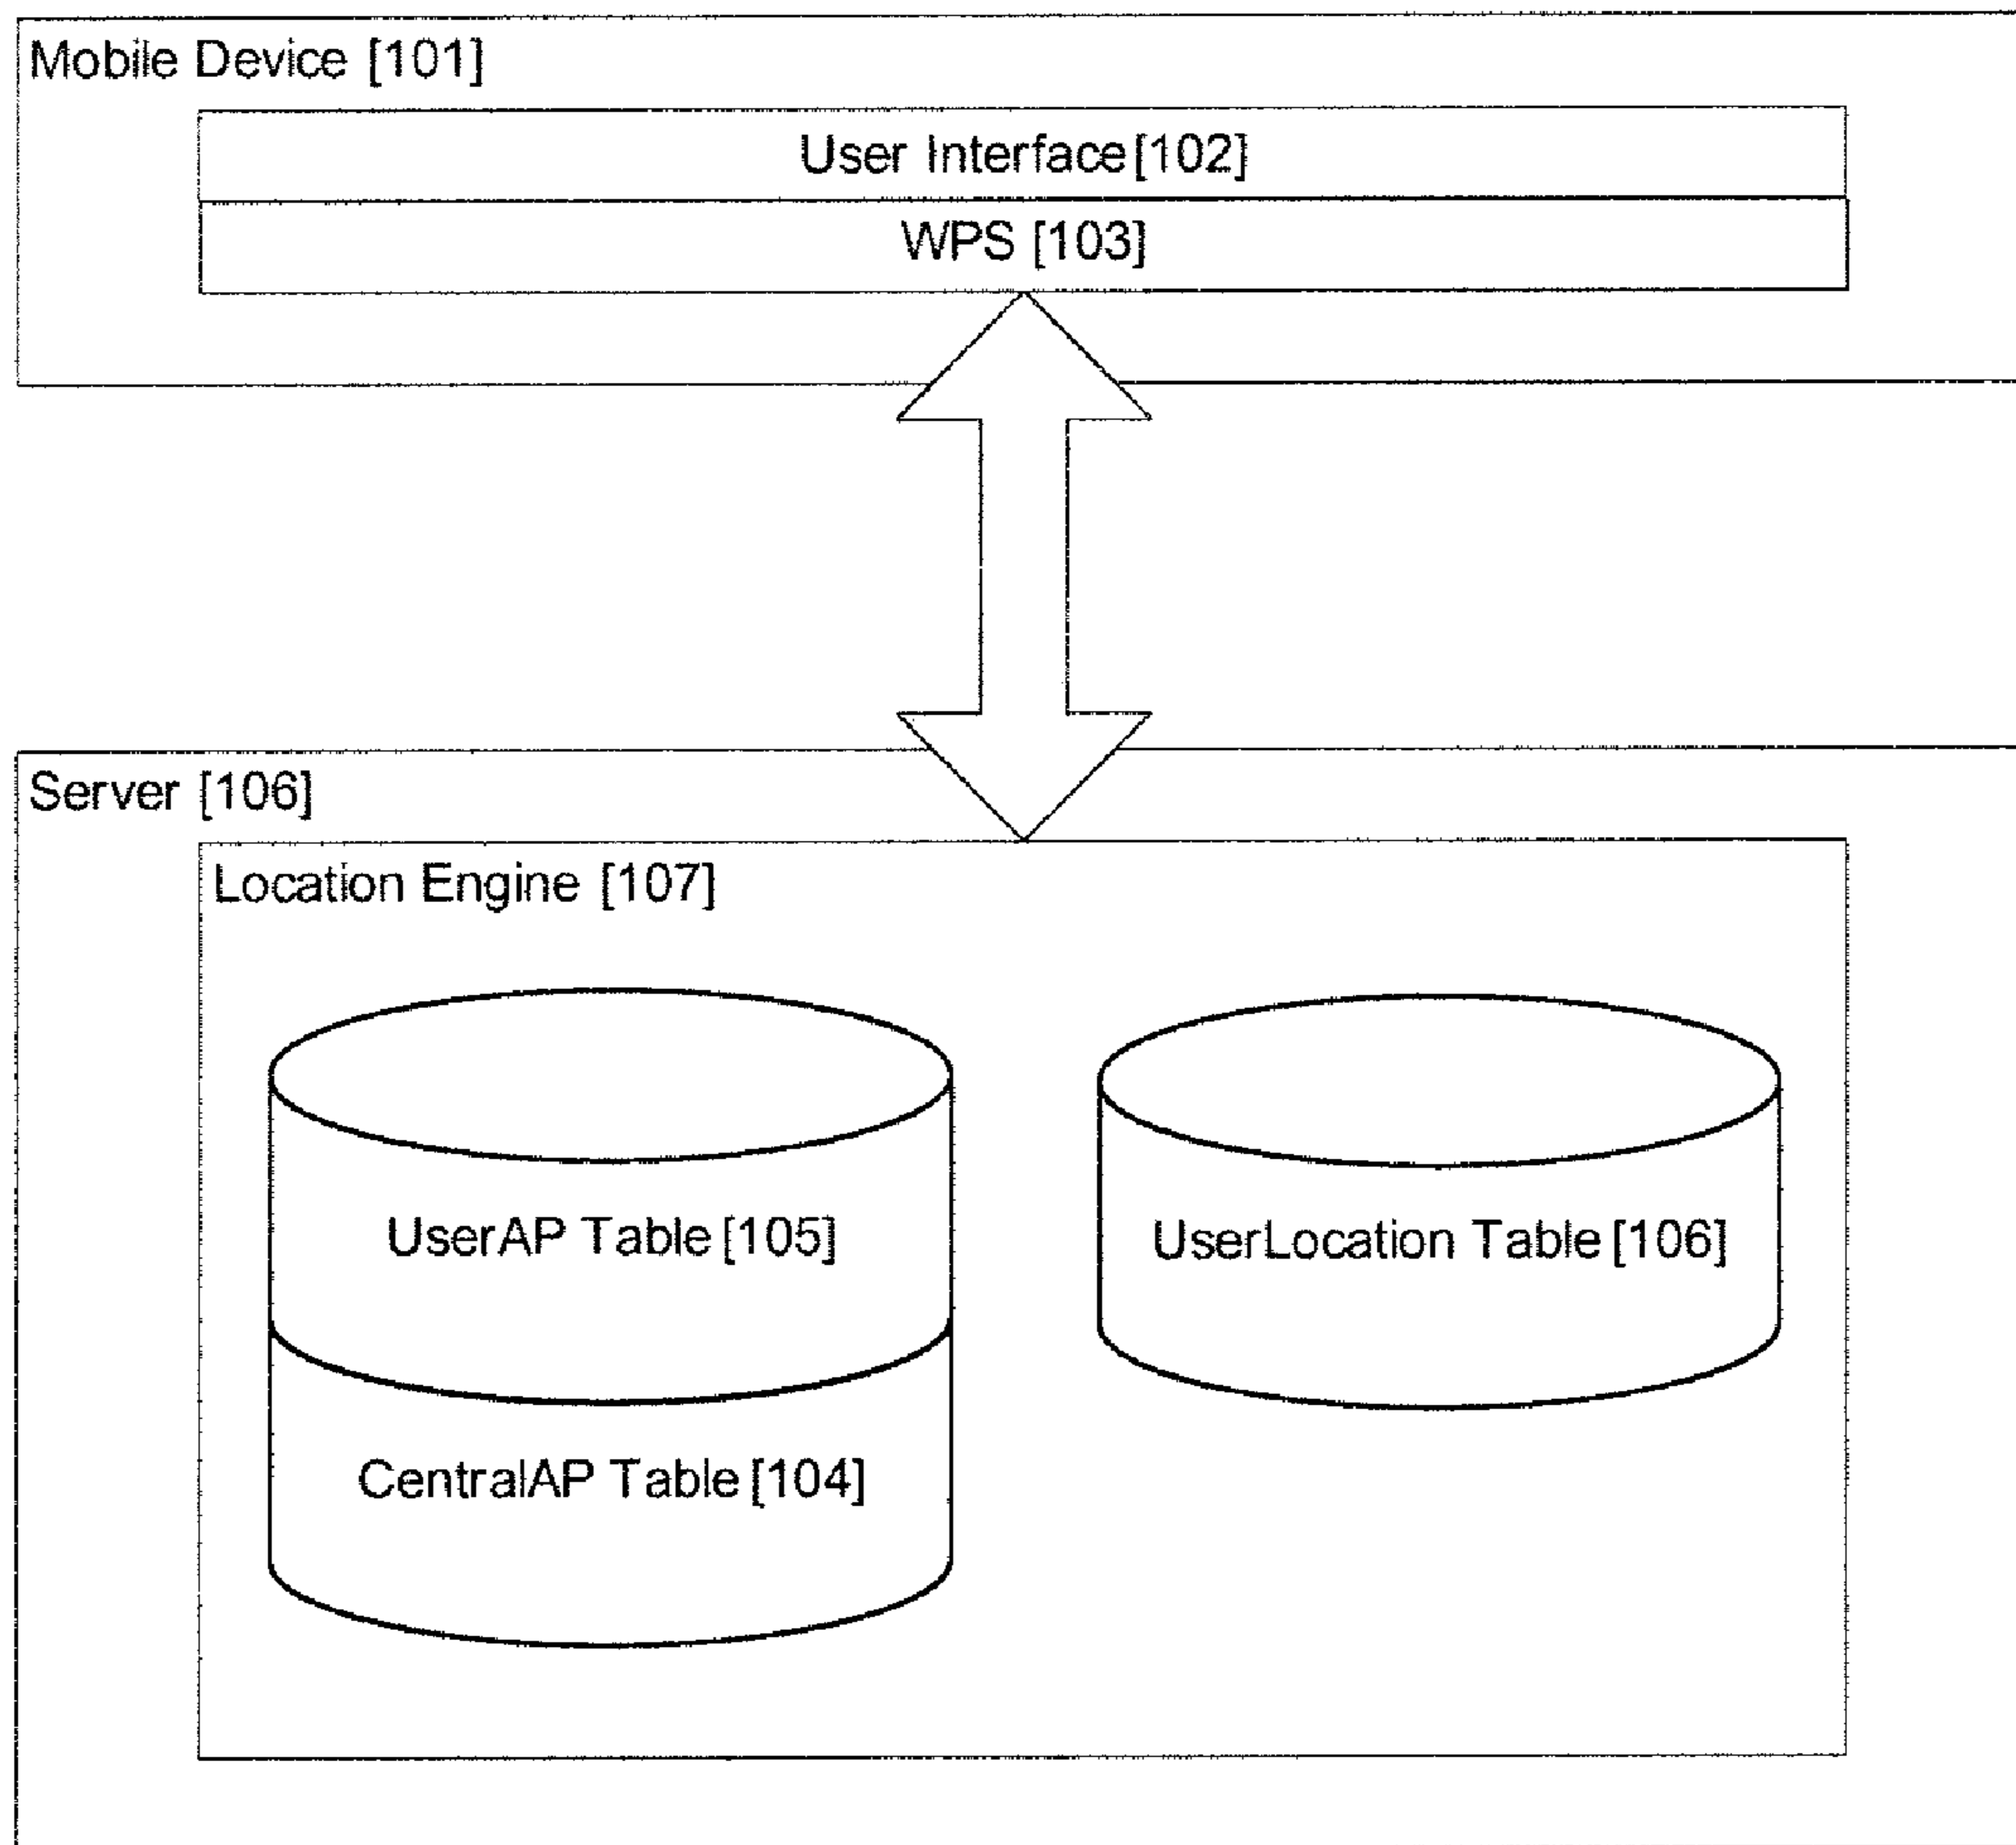 Mobile Device [101]
User Interface [102]
WPS [103]
Server [106]
Location Engine [107]
UserAP Table [105]
UserLocation Table [106]
CentralAP Table [104]